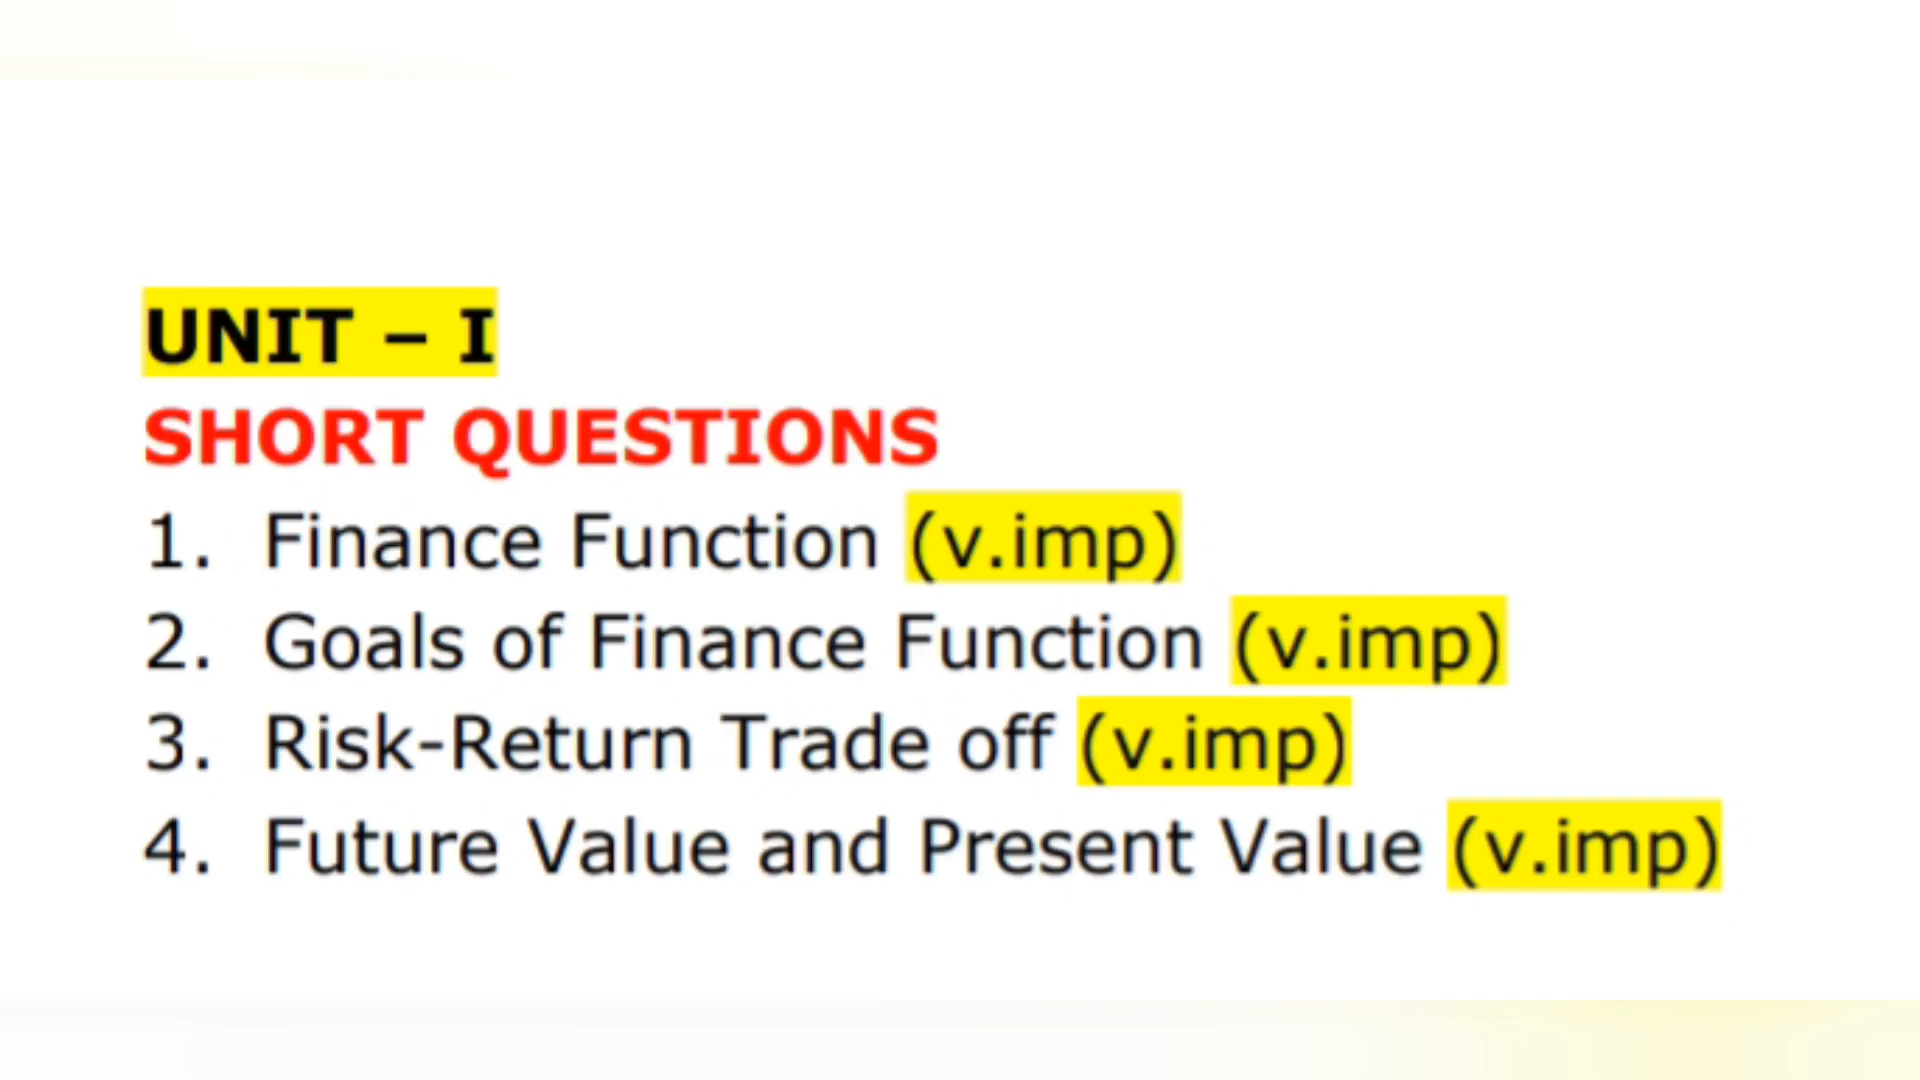 UNIT – I
SHORT QUESTIONS
1. Finance Function (v.imp)
2. Goals of Finance Function (v.imp)
3. Risk-Return Trade off (v.imp)
4. Future Value and Present Value (v.imp)